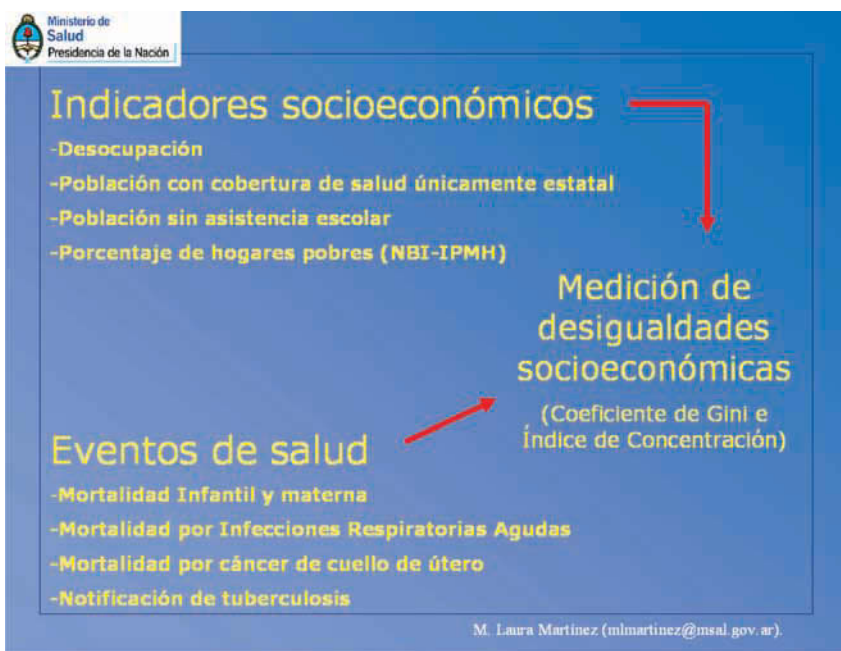 Ministerio de
Salud
Presidencia de la Nación
Indicadores socioeconómicos
-Desocupación
-Población con cobertura de salud únicamente estatal
-Población sin asistencia escolar
-Porcentaje de hogares pobres (NBI-IPMH)
Medición de
desigualdades
socioeconómicas
(Coeficiente de Gini e
Índice de Concentración)
Eventos de salud
-Mortalidad Infantil y materna
-Mortalidad por Infecciones Respiratorias Agudas
-Mortalidad por cáncer de cuello de útero
-Notificación de tuberculosis
M. Laura Martínez (mlmartinez@msal.gov.ar).